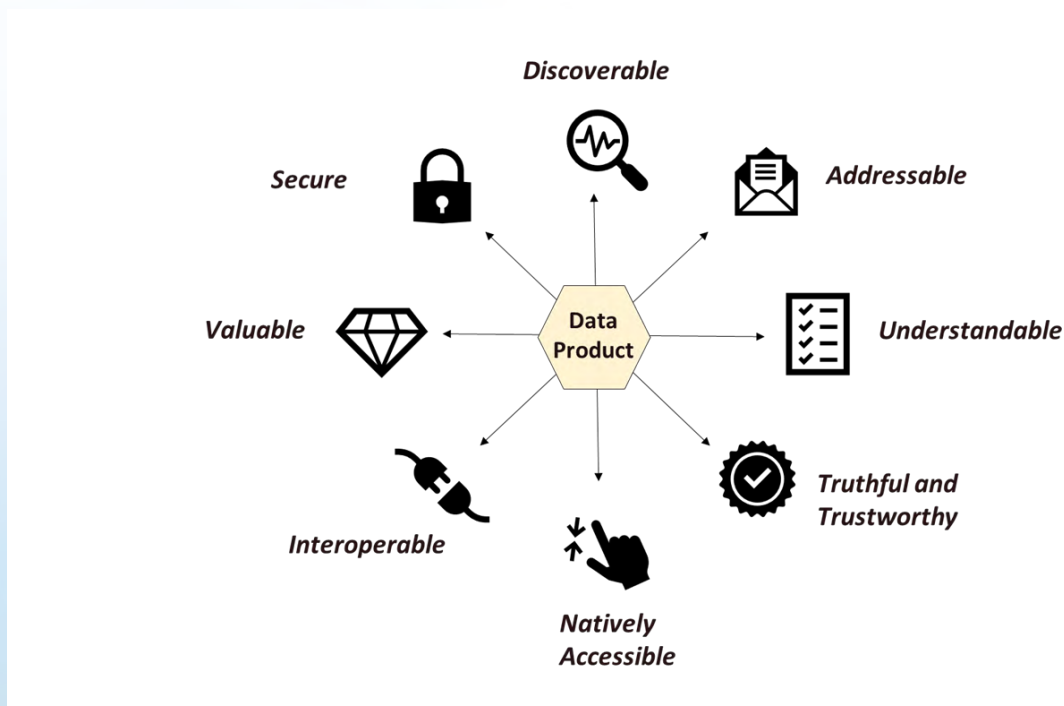 Discoverable
Secure
Addressable
Data
Product
Valuable
Understandable
Truthful and
Trustworthy
Interoperable
Natively
Accessible